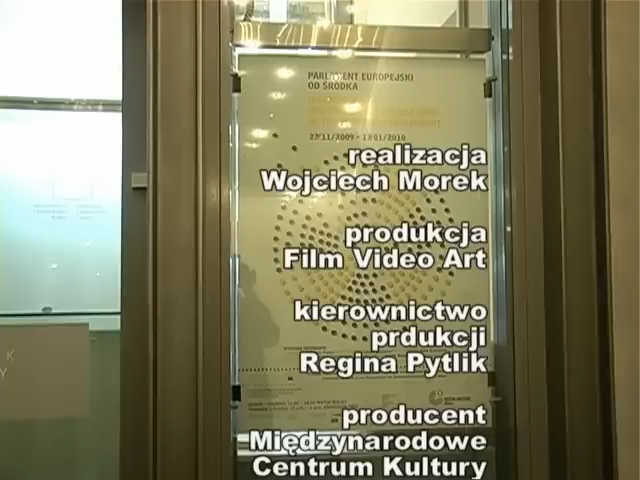 PARLAMENT EUROPEJSKI
OD ŚRODKA
27/11/2009 - 17/01/2010
realizacja
Wojciech Morek
produkcja
Film Video Art
kierownictwo
prdukcji
Regina Pytlik
producent
Międzynarodowe
Centrum Kultury
K
Y